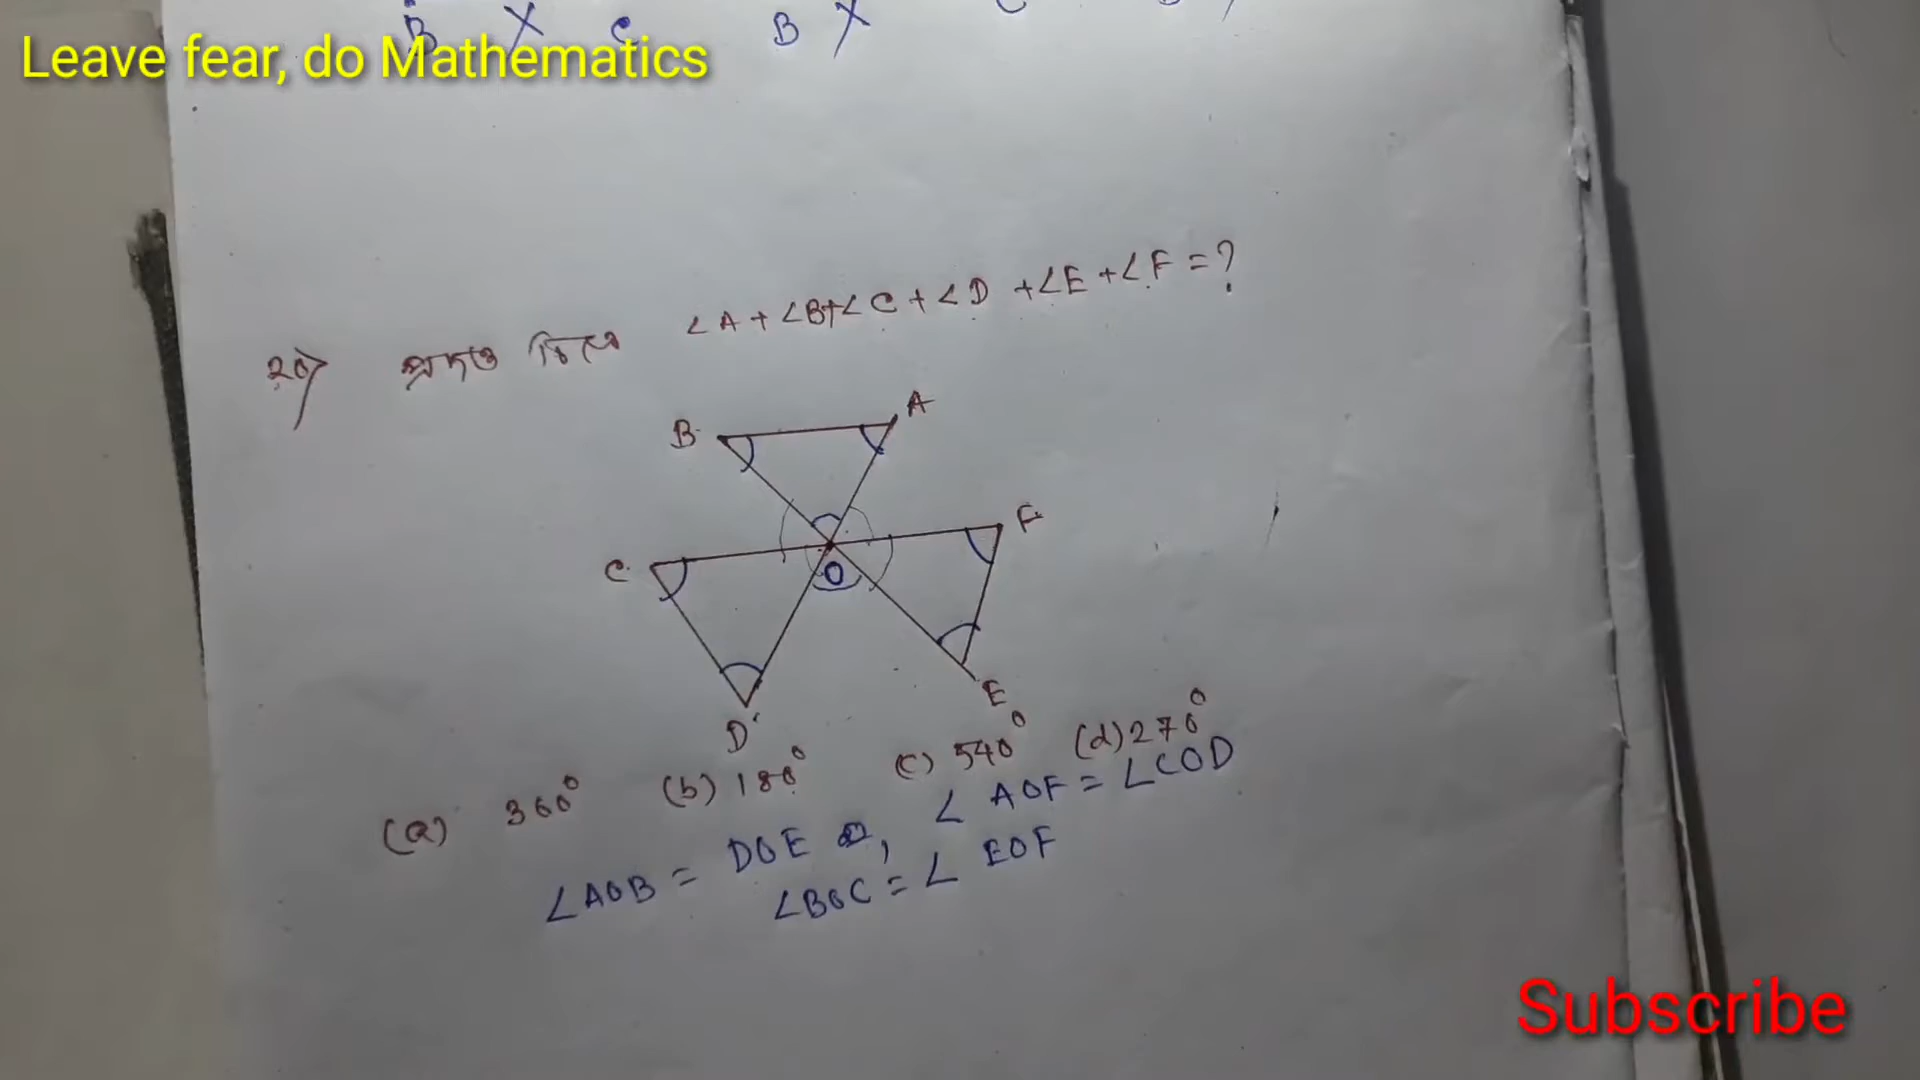 B X C B X
Leave fear, do Mathematics
২০) প্রদত্ত চিত্রে ∠A + ∠B + ∠C + ∠D + ∠E + ∠F = ?
B A
C F
O
D E
(a) 360° (b) 180° (c) 540° (d) 270°
∠AOB = DOE , ∠AOF = ∠COD
∠BOC = ∠EOF
Subscribe